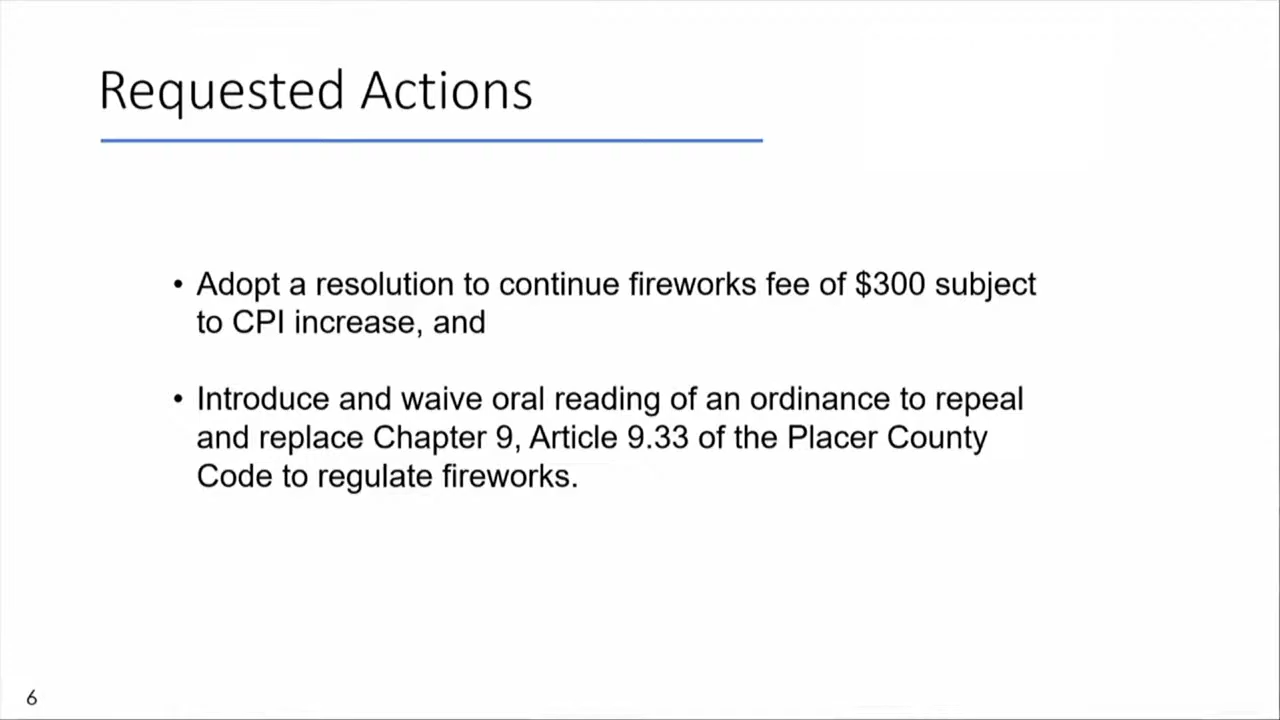 Requested Actions
• Adopt a resolution to continue fireworks fee of $300 subject
to CPI increase, and
• Introduce and waive oral reading of an ordinance to repeal
and replace Chapter 9, Article 9.33 of the Placer County
Code to regulate fireworks.
6